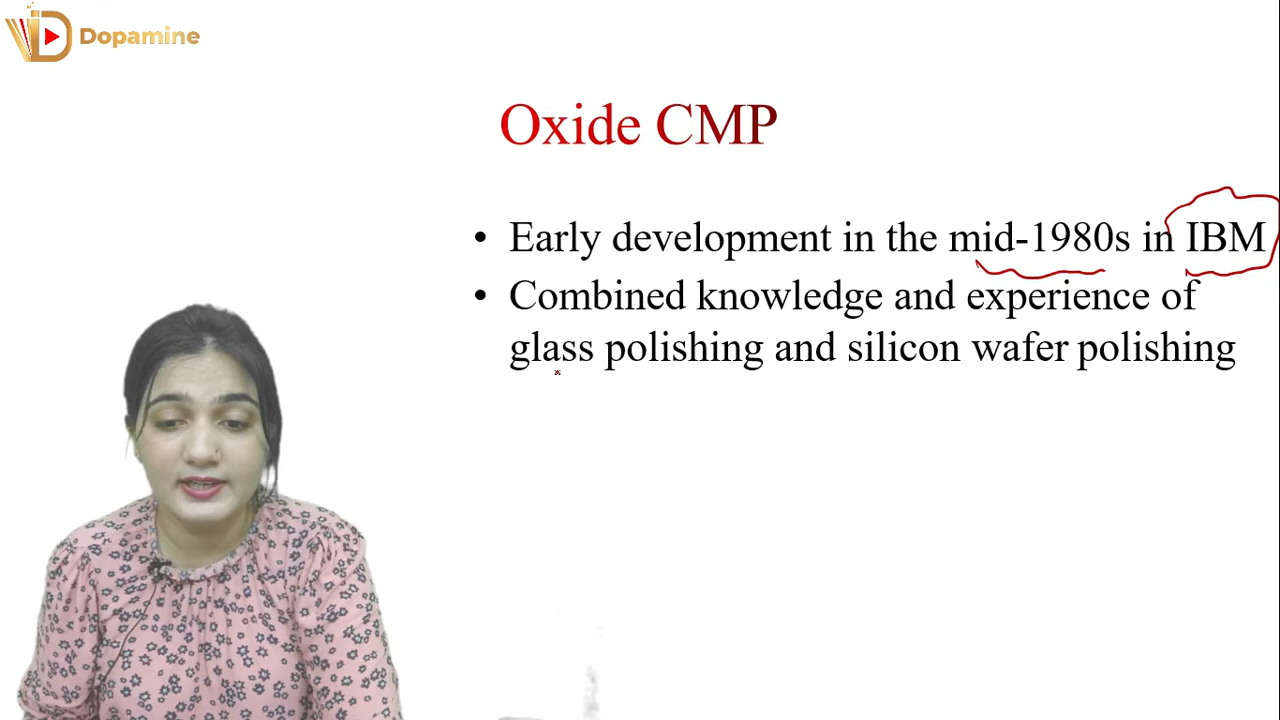 Dopamine
Oxide CMP
• Early development in the mid-1980s in IBM
• Combined knowledge and experience of
glass polishing and silicon wafer polishing